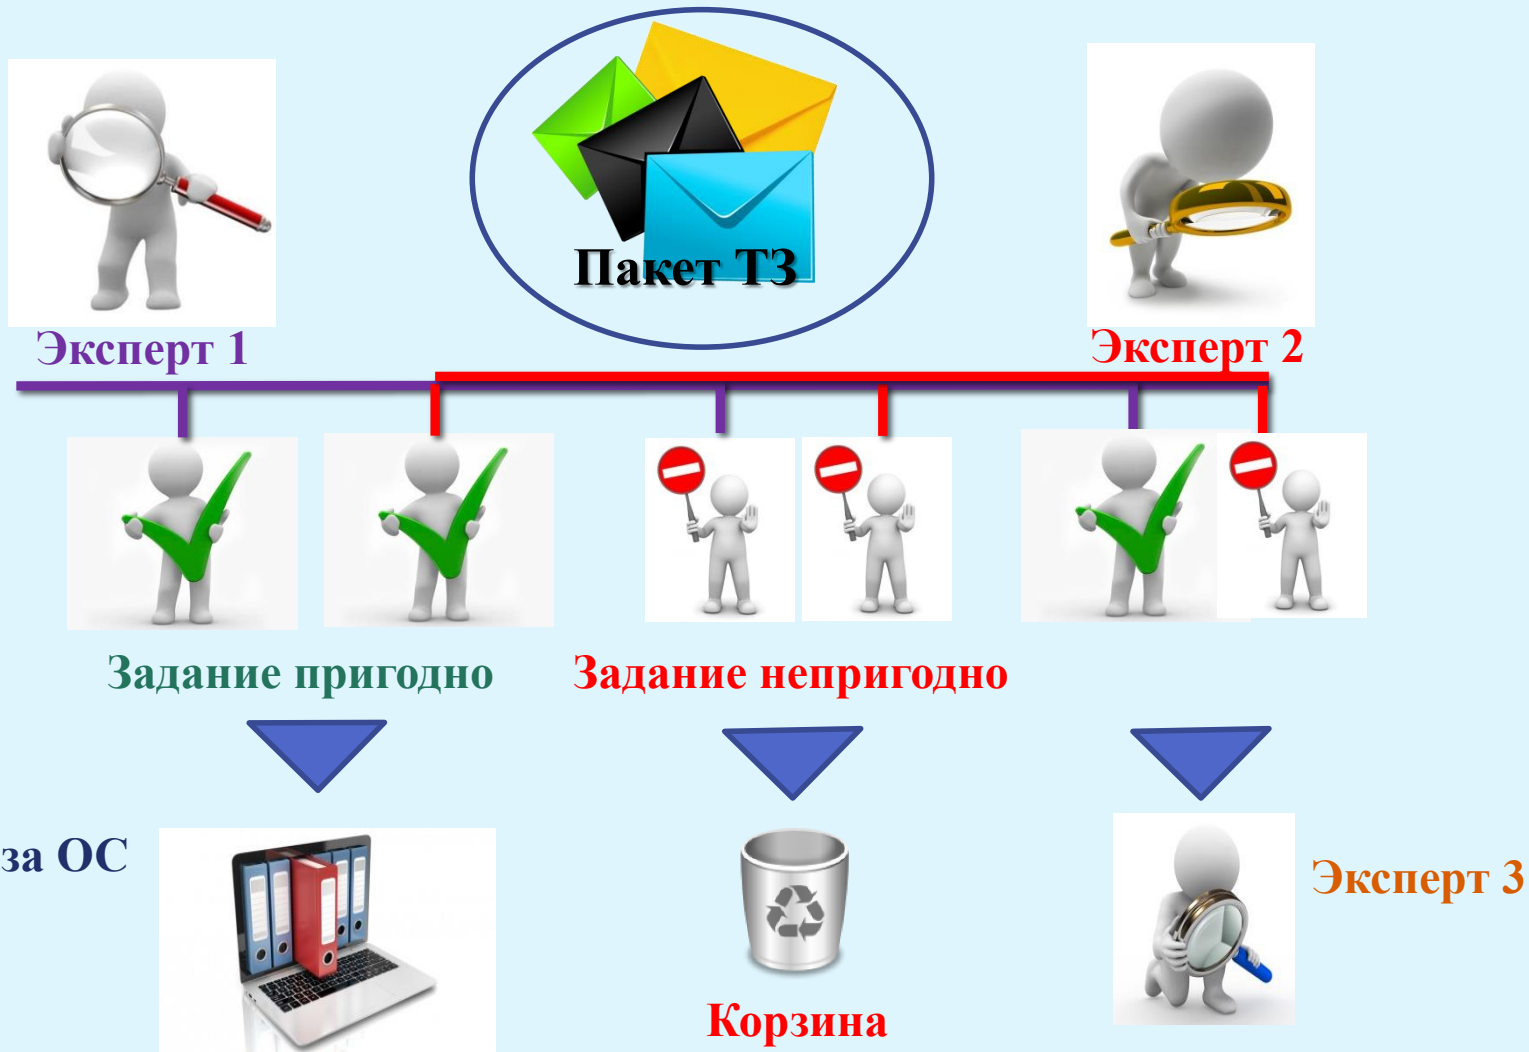 Пакет ТЗ
Эксперт 1
Эксперт 2
Задание пригодно
Задание непригодно
за ОС
Эксперт 3
Корзина